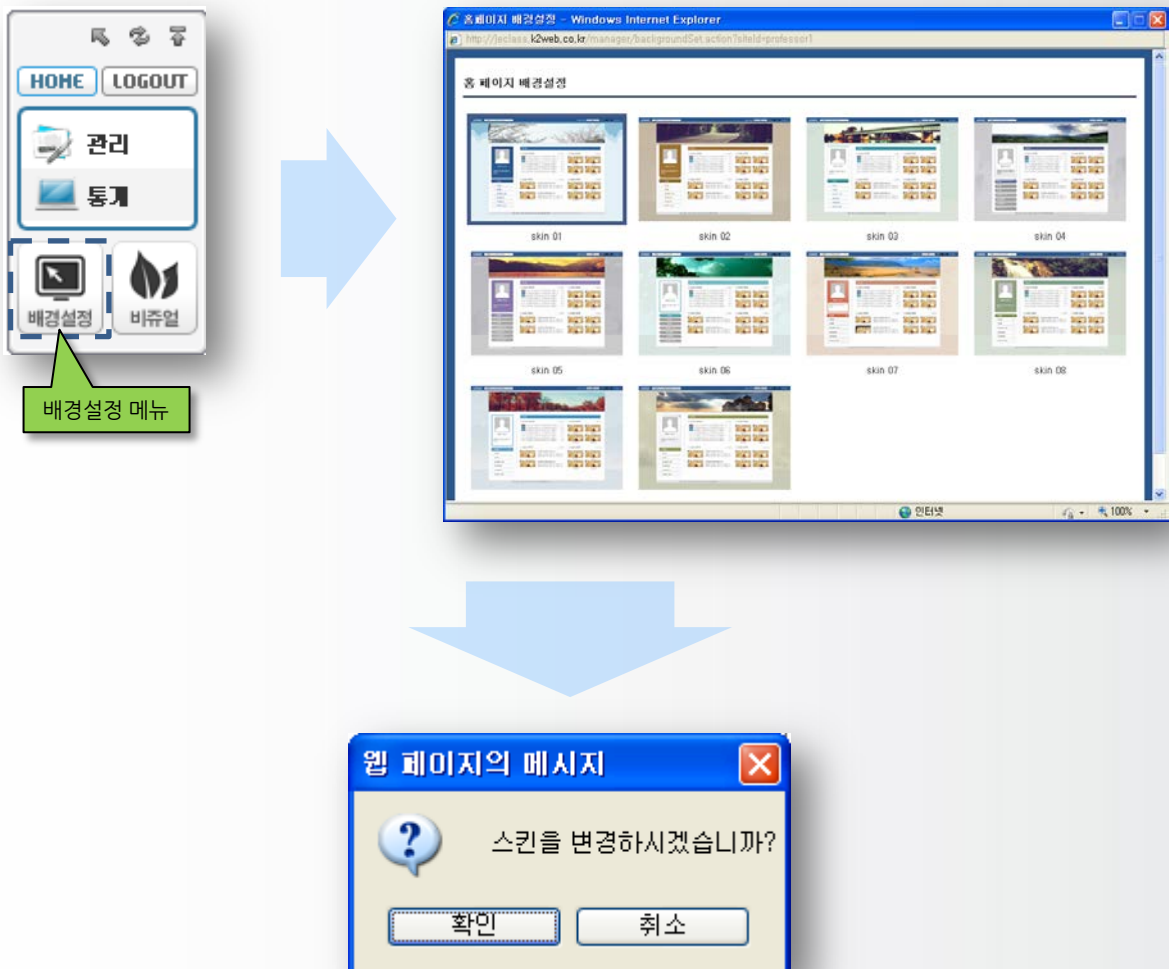 HOME LOGOUT
관리
통계
배경설정 비쥬얼
배경설정 메뉴
홈페이지 배경설정 - Windows Internet Explorer
http://jeclass.k2web.co.kr/manager/backgroundSet.action?siteId=professor1
홈 페이지 배경설정
skin 01 skin 02 skin 03 skin 04
skin 05 skin 06 skin 07 skin 08
인터넷 100%
웹 페이지의 메시지
스킨을 변경하시겠습니까?
확인 취소